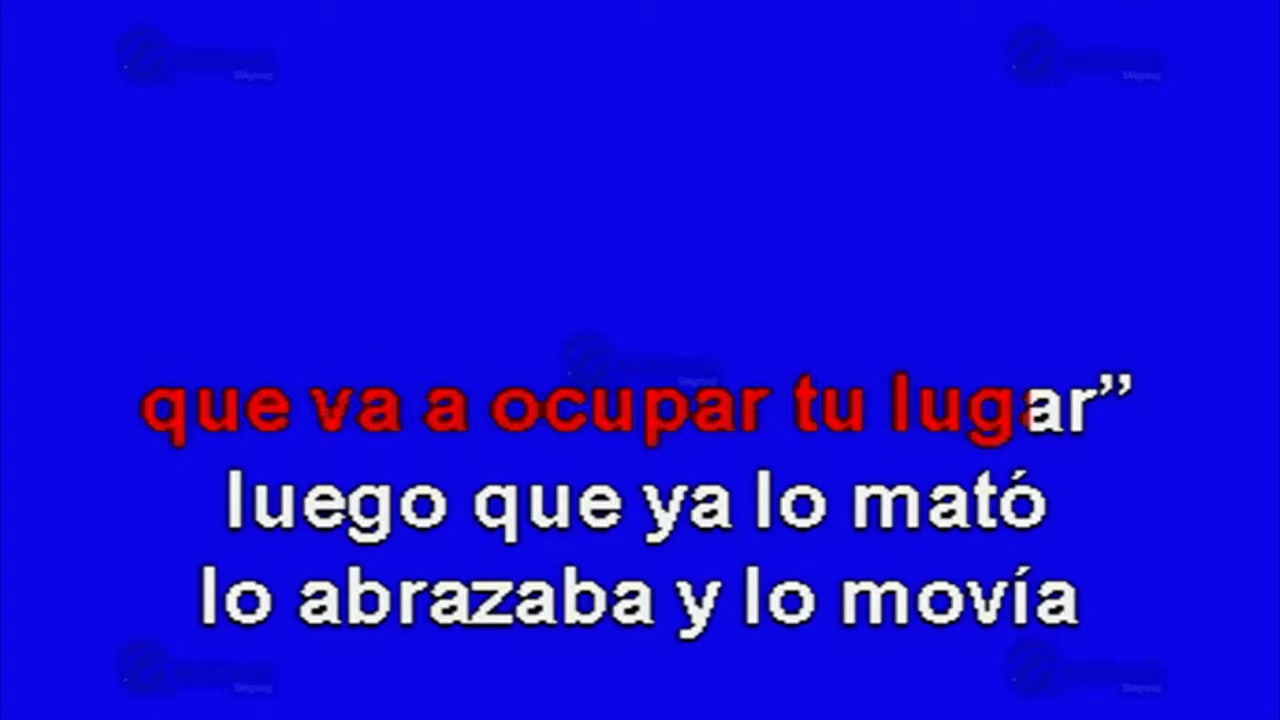 que va a ocupar tu lugar”
luego que ya lo mató
lo abrazaba y lo movía